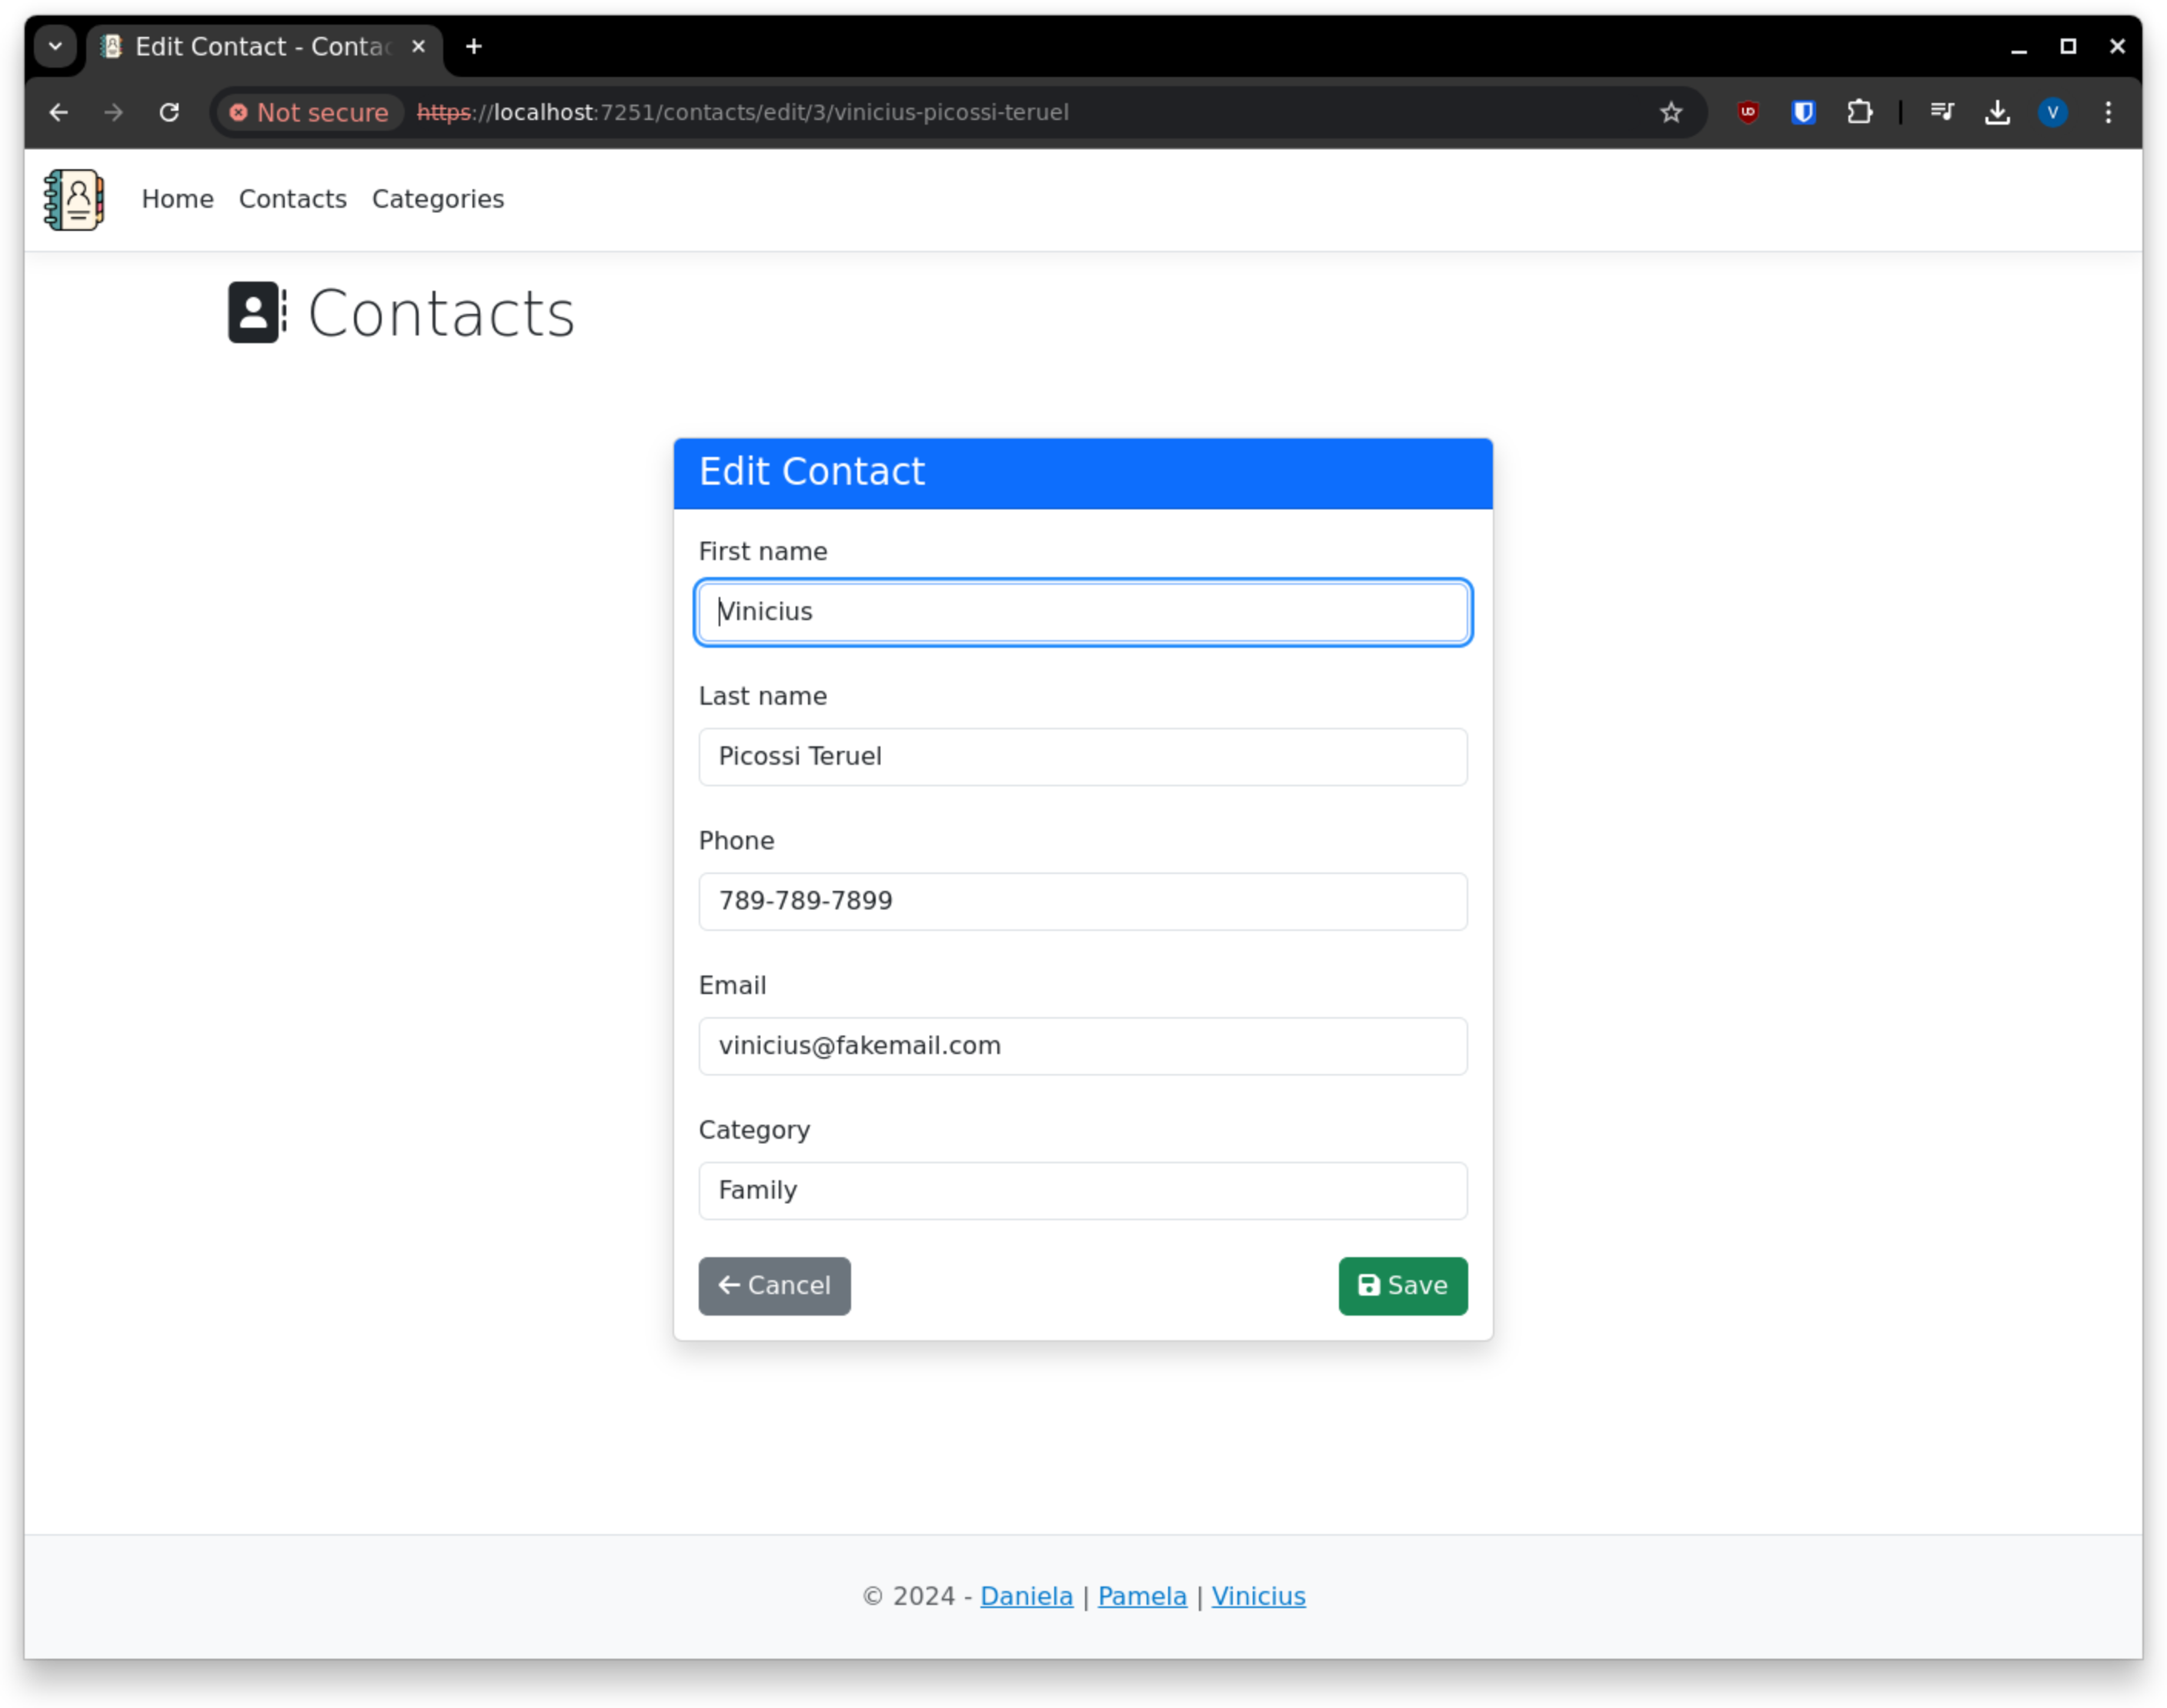 Edit Contact - Contac
Not secure https://localhost:7251/contacts/edit/3/vinicius-picossi-teruel
Home Contacts Categories
Contacts
Edit Contact
First name
Vinicius
Last name
Picossi Teruel
Phone
789-789-7899
Email
vinicius@fakemail.com
Category
Family
Cancel Save
© 2024 - Daniela | Pamela | Vinicius